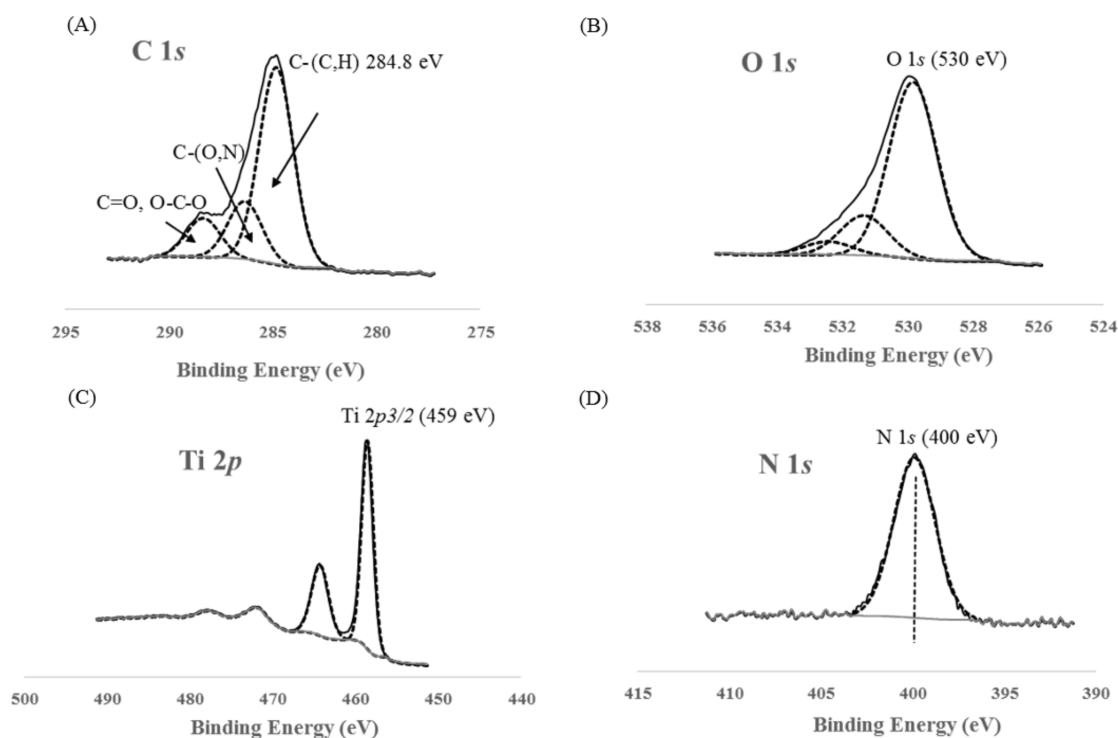 (A)
C 1s
C-(C,H) 284.8 eV
C-(O,N)
C=O, O-C-O
295 290 285 280 275
Binding Energy (eV)
(B)
O 1s
O 1s (530 eV)
538 536 534 532 530 528 526 524
Binding Energy (eV)
(C)
Ti 2p
Ti 2p3/2 (459 eV)
500 490 480 470 460 450 440
Binding Energy (eV)
(D)
N 1s
N 1s (400 eV)
415 410 405 400 395 390
Binding Energy (eV)